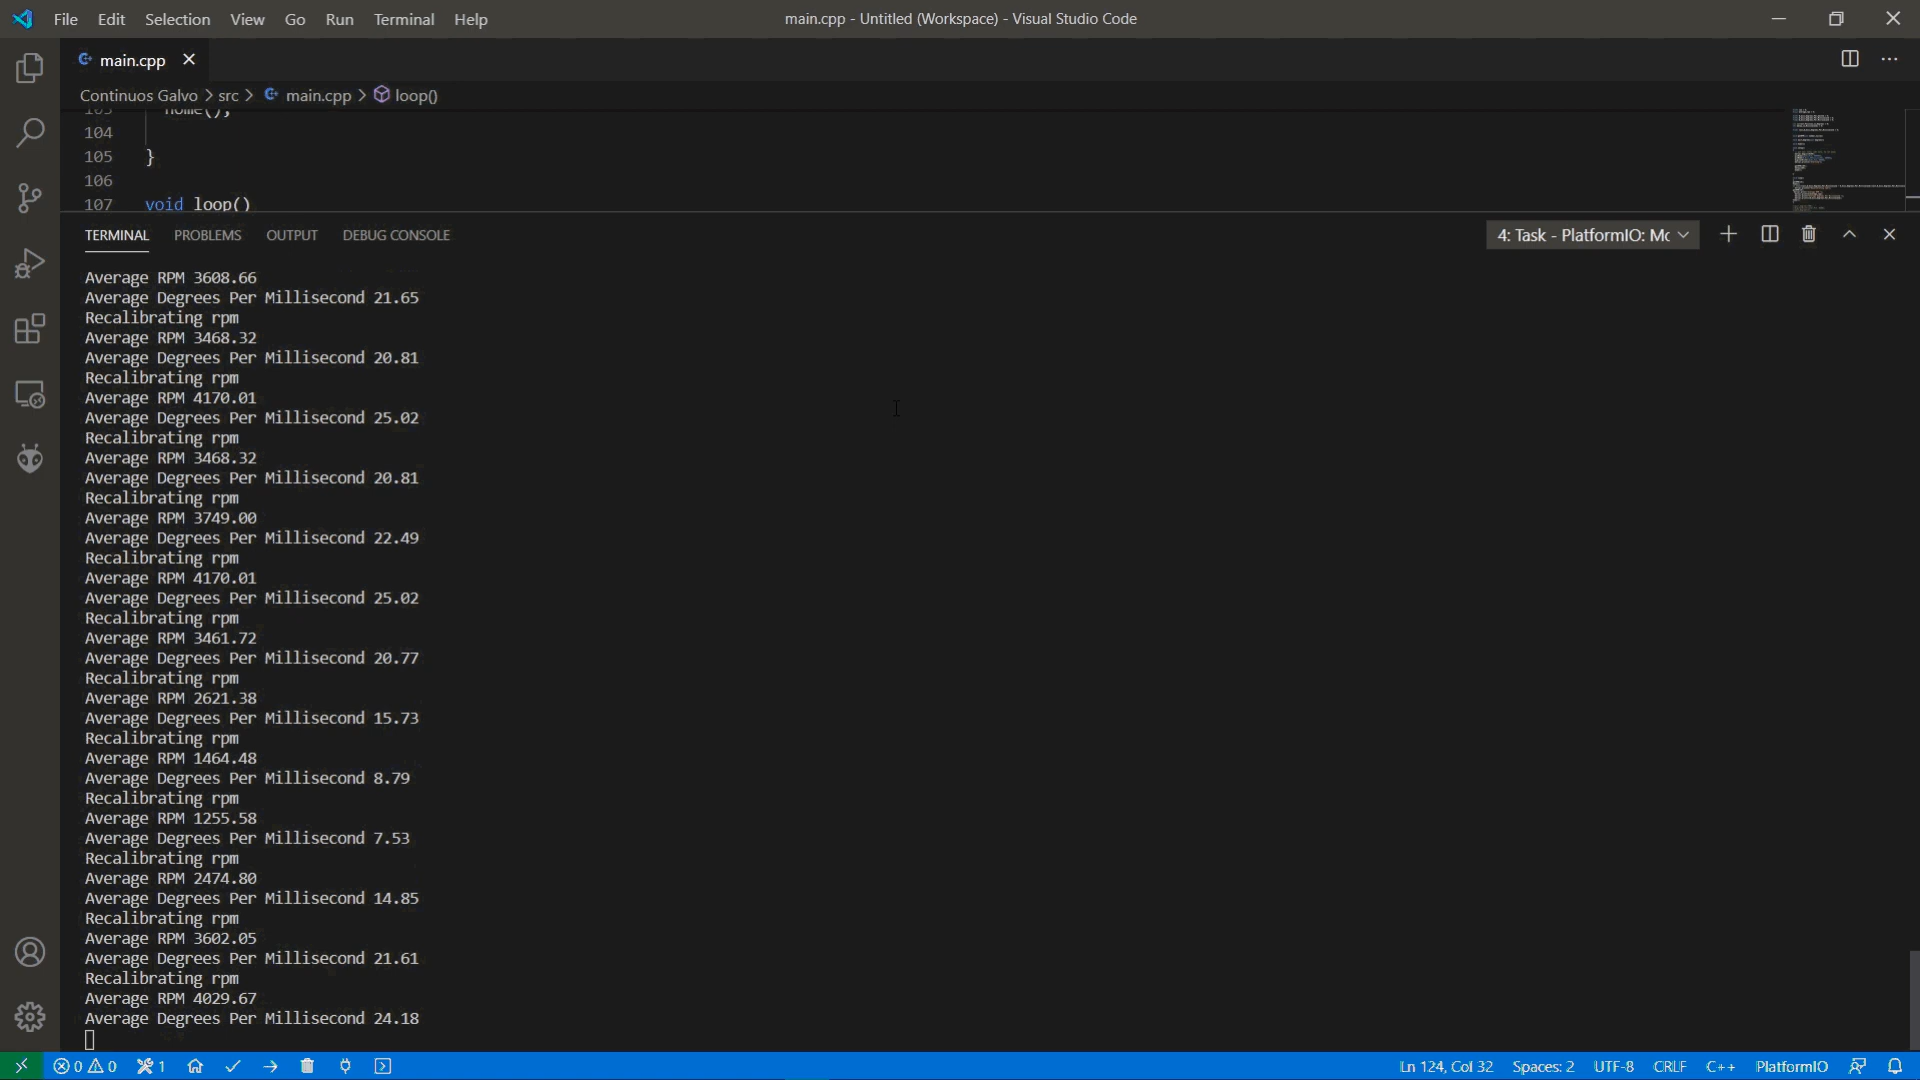 File Edit Selection View Go Run Terminal Help
main.cpp - Untitled (Workspace) - Visual Studio Code
main.cpp
Continuos Galvo > src > main.cpp > loop()
103 home();
104
105 }
106
107 void loop()
TERMINAL PROBLEMS OUTPUT DEBUG CONSOLE
4: Task - PlatformIO: Mc
Average RPM 3608.66
Average Degrees Per Millisecond 21.65
Recalibrating rpm
Average RPM 3468.32
Average Degrees Per Millisecond 20.81
Recalibrating rpm
Average RPM 4170.01
Average Degrees Per Millisecond 25.02
Recalibrating rpm
Average RPM 3468.32
Average Degrees Per Millisecond 20.81
Recalibrating rpm
Average RPM 3749.00
Average Degrees Per Millisecond 22.49
Recalibrating rpm
Average RPM 4170.01
Average Degrees Per Millisecond 25.02
Recalibrating rpm
Average RPM 3461.72
Average Degrees Per Millisecond 20.77
Recalibrating rpm
Average RPM 2621.38
Average Degrees Per Millisecond 15.73
Recalibrating rpm
Average RPM 1464.48
Average Degrees Per Millisecond 8.79
Recalibrating rpm
Average RPM 1255.58
Average Degrees Per Millisecond 7.53
Recalibrating rpm
Average RPM 2474.80
Average Degrees Per Millisecond 14.85
Recalibrating rpm
Average RPM 3602.05
Average Degrees Per Millisecond 21.61
Recalibrating rpm
Average RPM 4029.67
Average Degrees Per Millisecond 24.18
0 0 1 Ln 124, Col 32 Spaces: 2 UTF-8 CRLF C++ PlatformIO